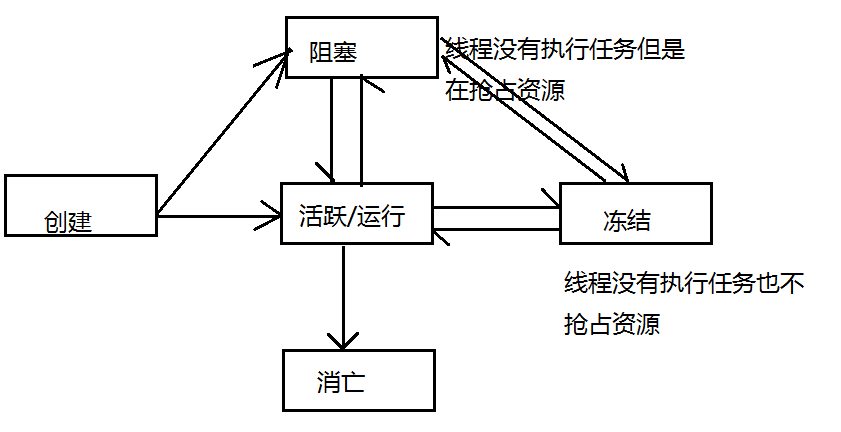 阻塞
线程没有执行任务但是
在抢占资源
创建
活跃/运行
冻结
线程没有执行任务也不
抢占资源
消亡